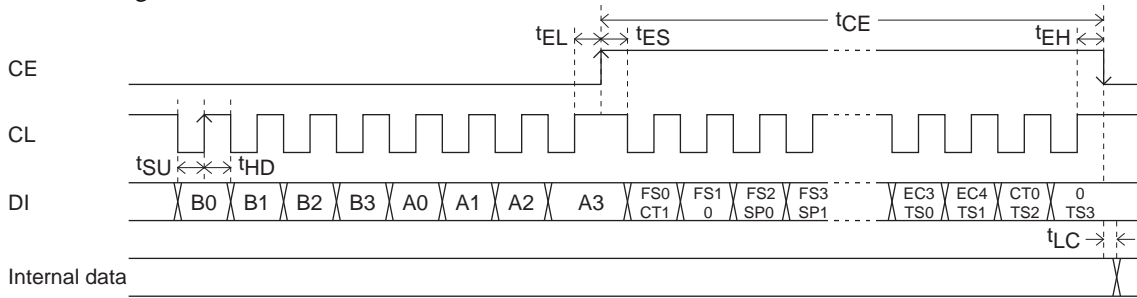 tCE
tEL tES tEH
CE
CL
tSU tHD
DI B0 B1 B2 B3 A0 A1 A2 A3 FS0 FS1 FS2 FS3 EC3 EC4 CT0 0
CT1 0 SP0 SP1 TS0 TS1 TS2 TS3
tLC
Internal data